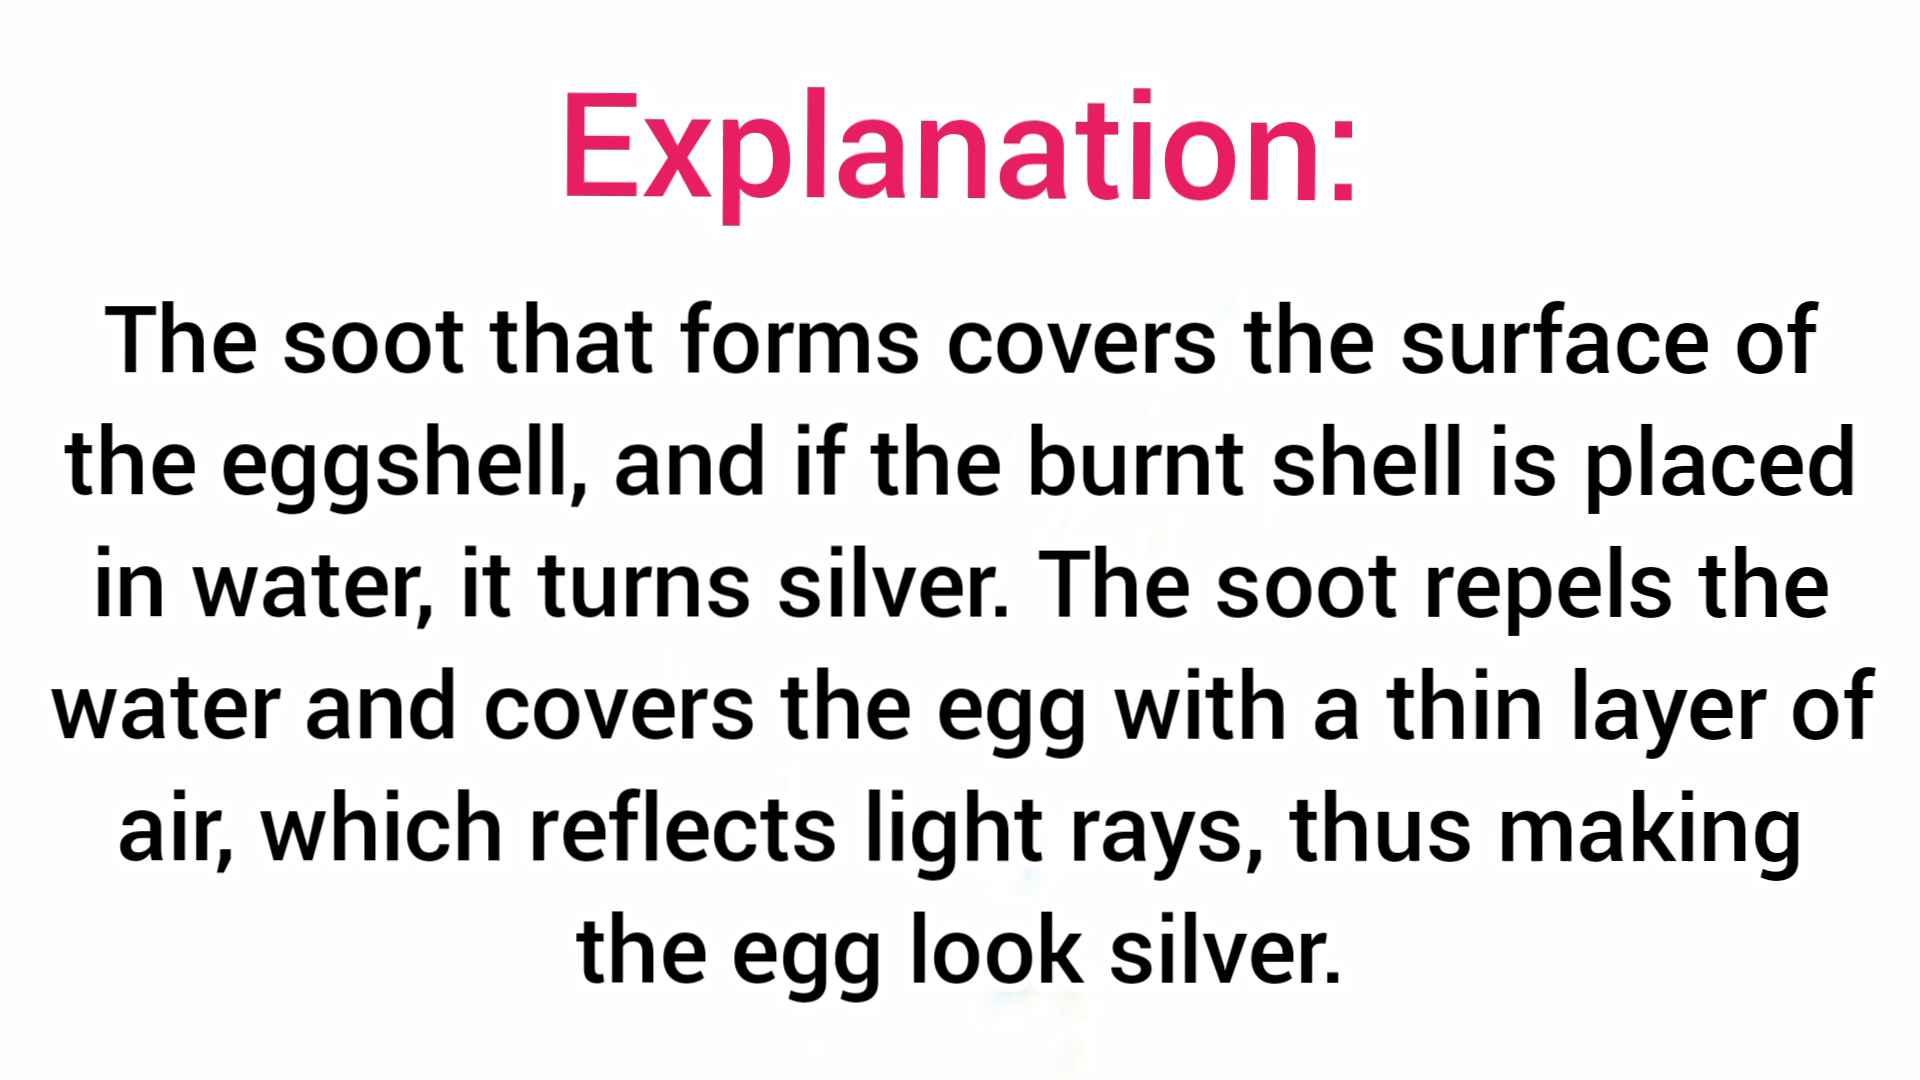 Explanation:
The soot that forms covers the surface of
the eggshell, and if the burnt shell is placed
in water, it turns silver. The soot repels the
water and covers the egg with a thin layer of
air, which reflects light rays, thus making
the egg look silver.